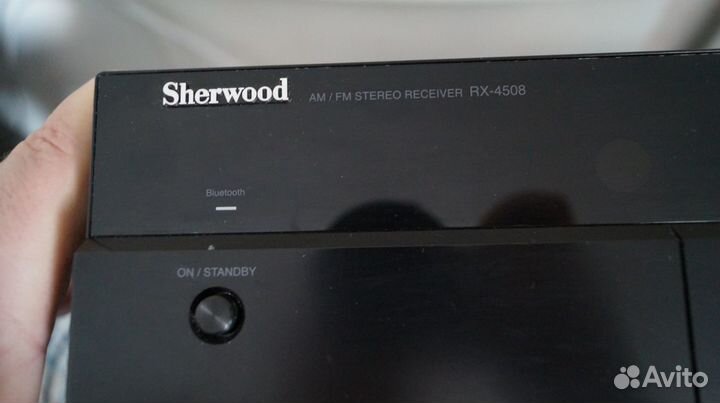 Sherwood AM / FM STEREO RECEIVER RX-4508
Bluetooth
ON / STANDBY
Avito